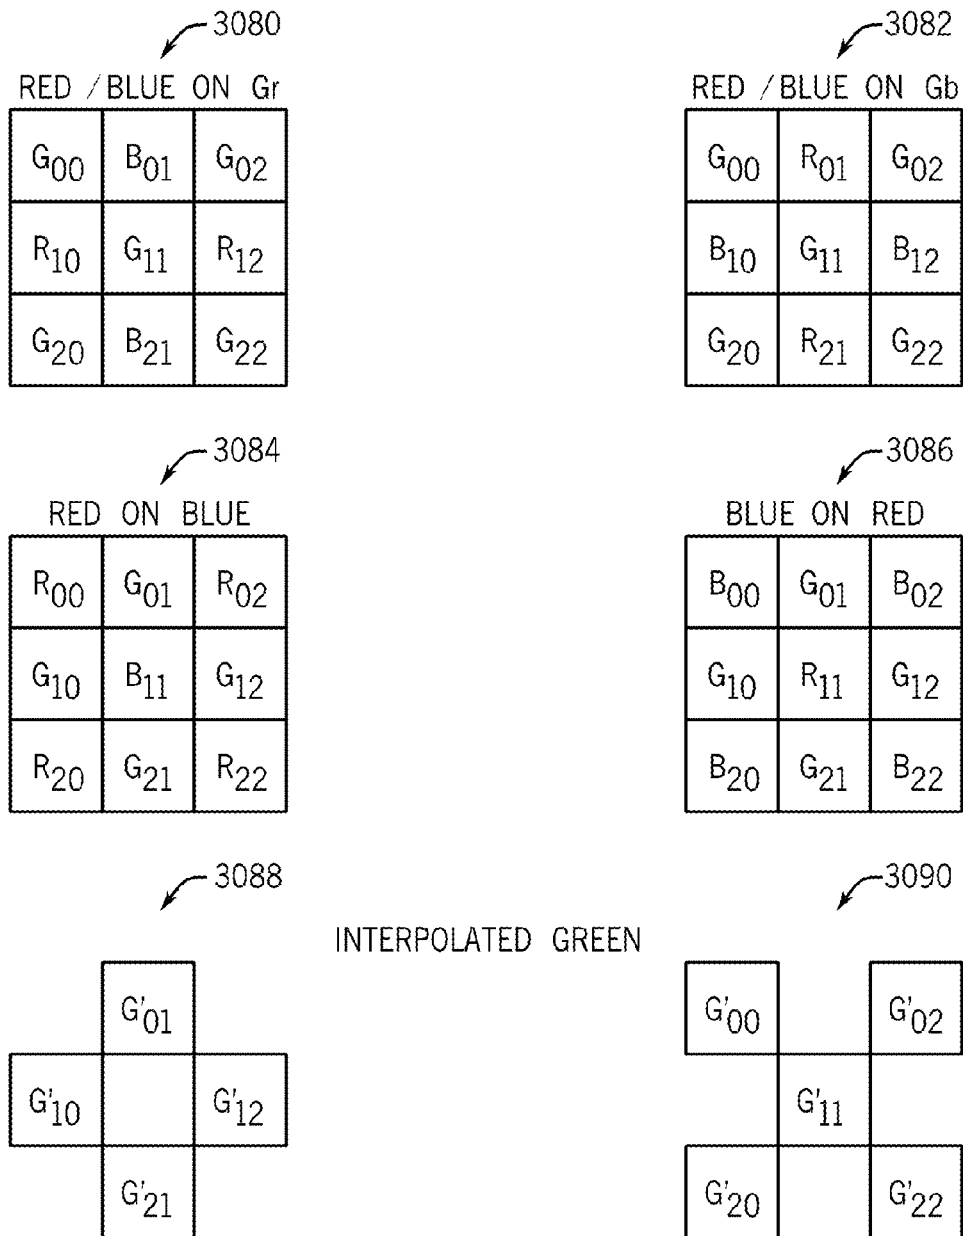 3080
RED / BLUE ON Gr
G00 B01 G02
R10 G11 R12
G20 B21 G22
3082
RED / BLUE ON Gb
G00 R01 G02
B10 G11 B12
G20 R21 G22
3084
RED ON BLUE
R00 G01 R02
G10 B11 G12
R20 G21 R22
3086
BLUE ON RED
B00 G01 B02
G10 R11 G12
B20 G21 B22
INTERPOLATED GREEN
3088
G'01
G'10 G'12
G'21
3090
G'00 G'02
G'11
G'20 G'22